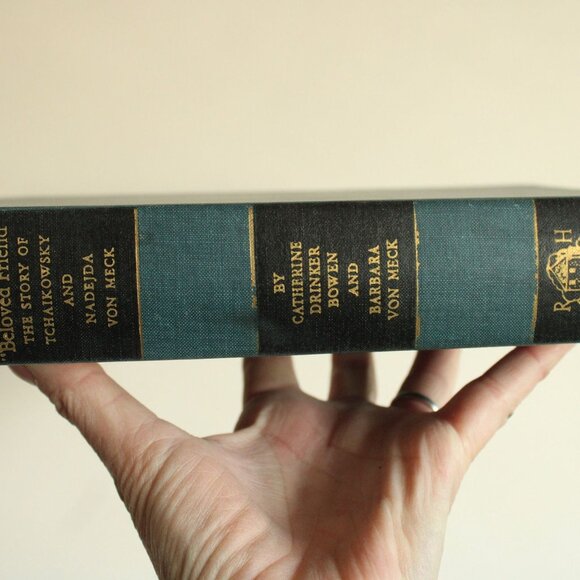 "Beloved Friend"
THE STORY OF
TCHAIKOWSKY
AND
NADEJDA
VON MECK
BY
CATHERINE
DRINKER
BOWEN
AND
BARBARA
VON MECK
R H